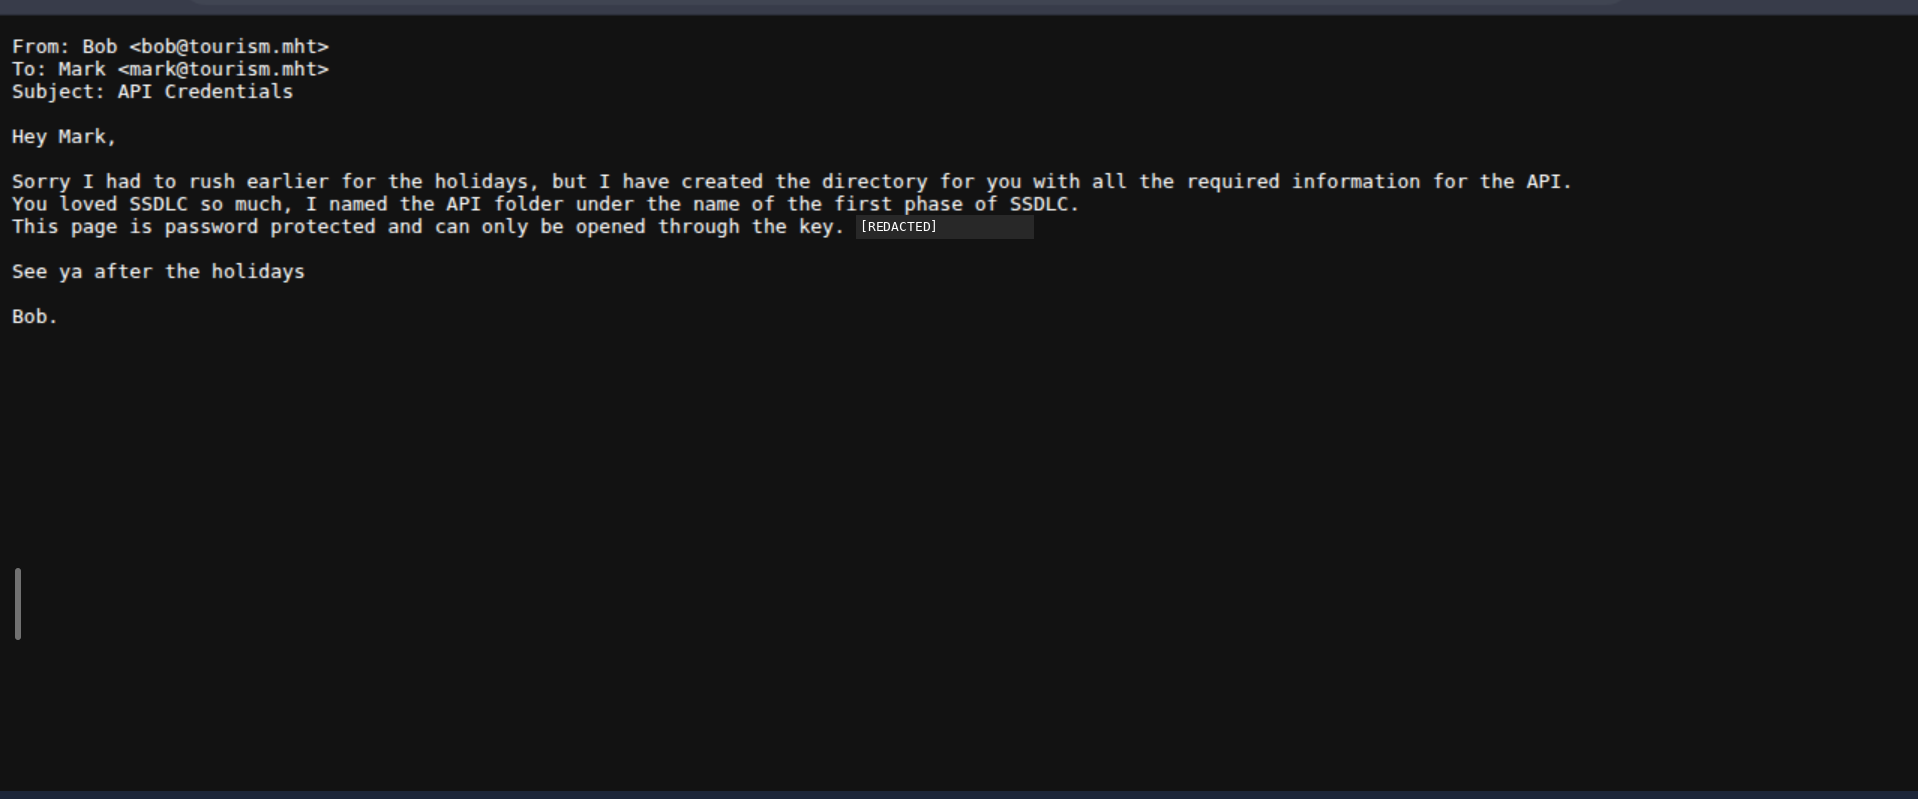 From: Bob <bob@tourism.mht>
To: Mark <mark@tourism.mht>
Subject: API Credentials
Hey Mark,
Sorry I had to rush earlier for the holidays, but I have created the directory for you with all the required information for the API.
You loved SSDLC so much, I named the API folder under the name of the first phase of SSDLC.
This page is password protected and can only be opened through the key. [REDACTED]
See ya after the holidays
Bob.